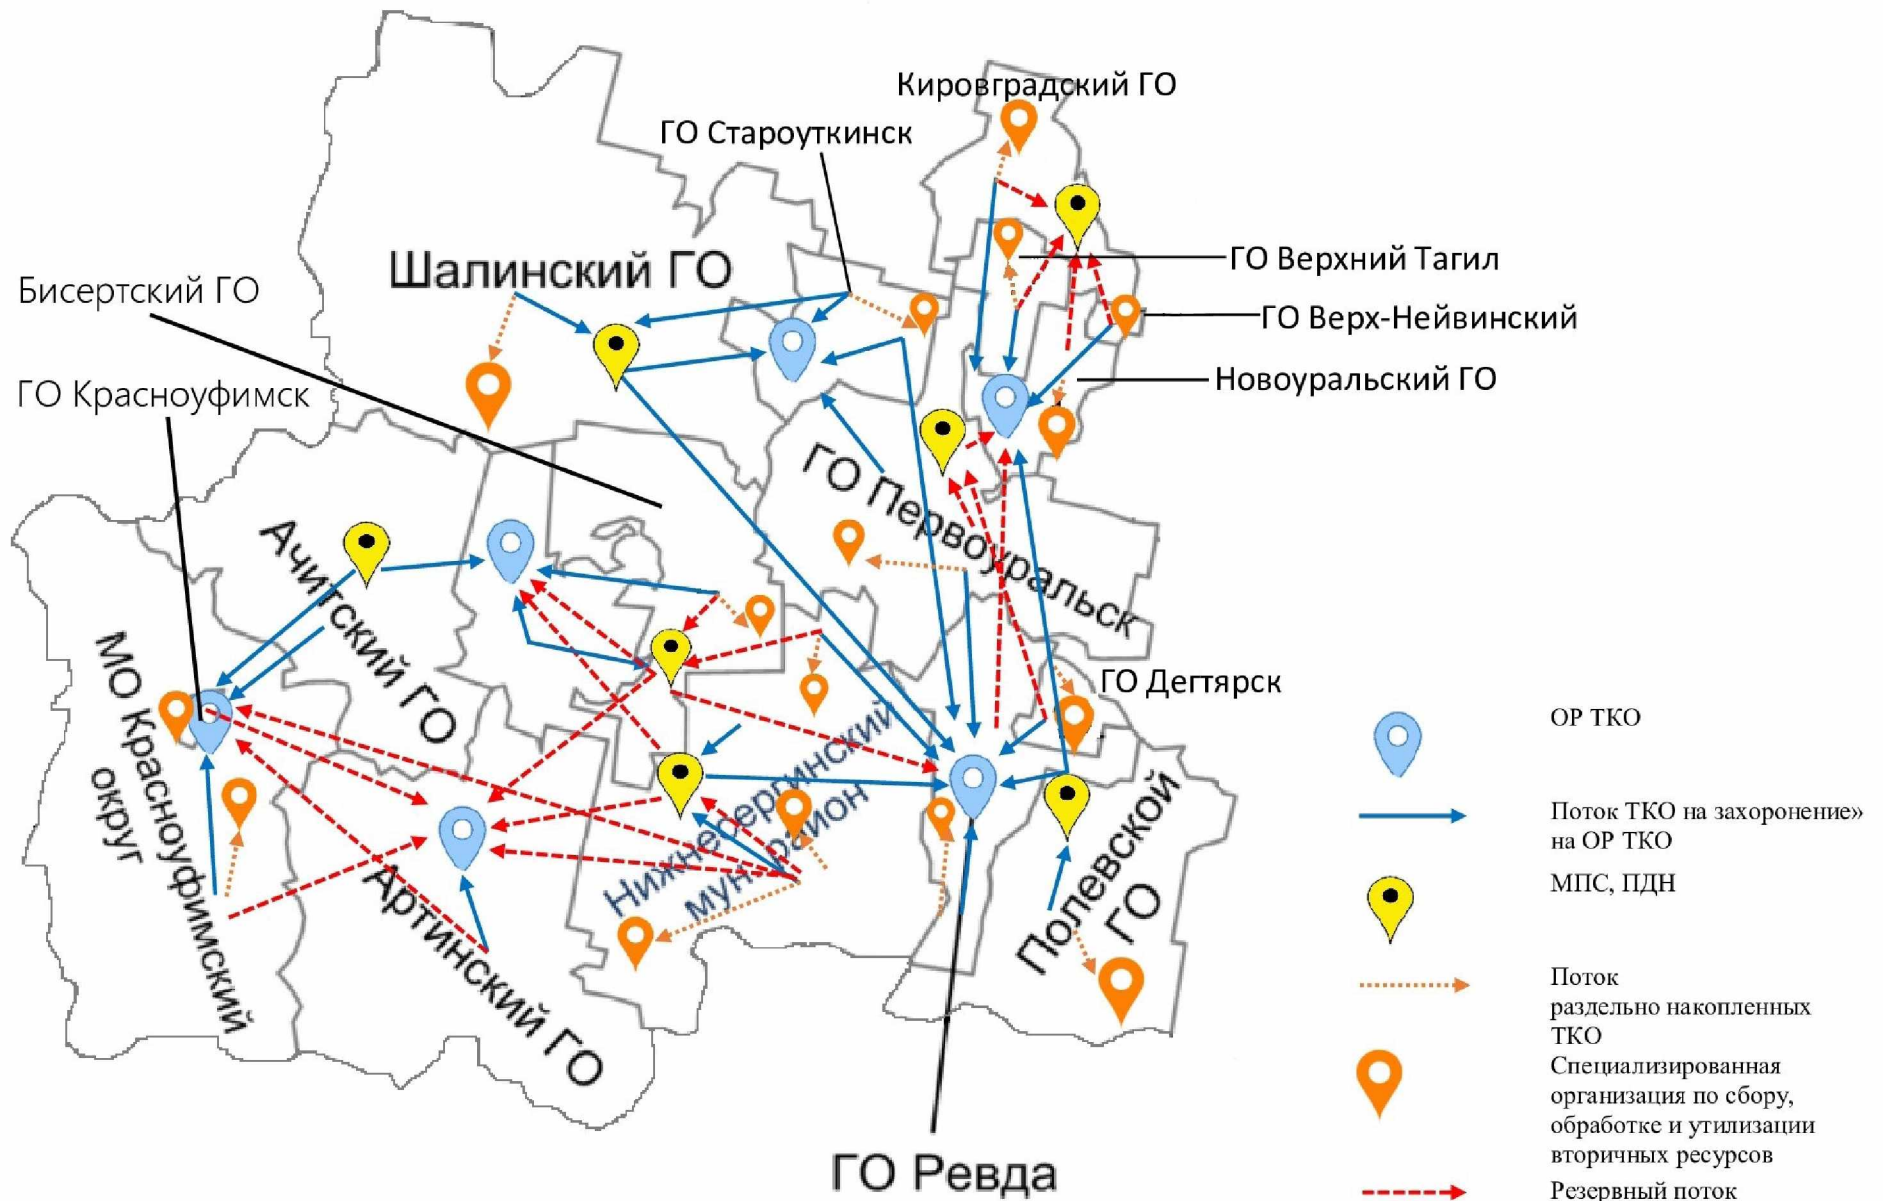 Кировградский ГО
ГО Староуткинск
Шалинский ГО
ГО Верхний Тагил
Бисертский ГО
ГО Верх-Нейвинский
ГО Красноуфимск
Новоуральский ГО
ГО Первоуральск
Ачитский ГО
МО Красноуфимский
округ
ГО Дегтярск
Нижнесергинский
мун. район
Артинский ГО
Полевской
ГО
ГО Ревда
ОР ТКО
Поток ТКО на захоронение»
на ОР ТКО
МПС, ПДН
Поток
раздельно накопленных
ТКО
Специализированная
организация по сбору,
обработке и утилизации
вторичных ресурсов
Резервный поток